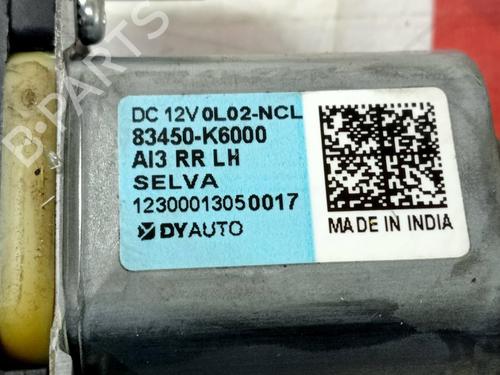 B-PARTS
DC 12V 0L02-NCL
83450-K6000
AI3 RR LH
SELVA
12300013050017
DYAUTO
MADE IN INDIA